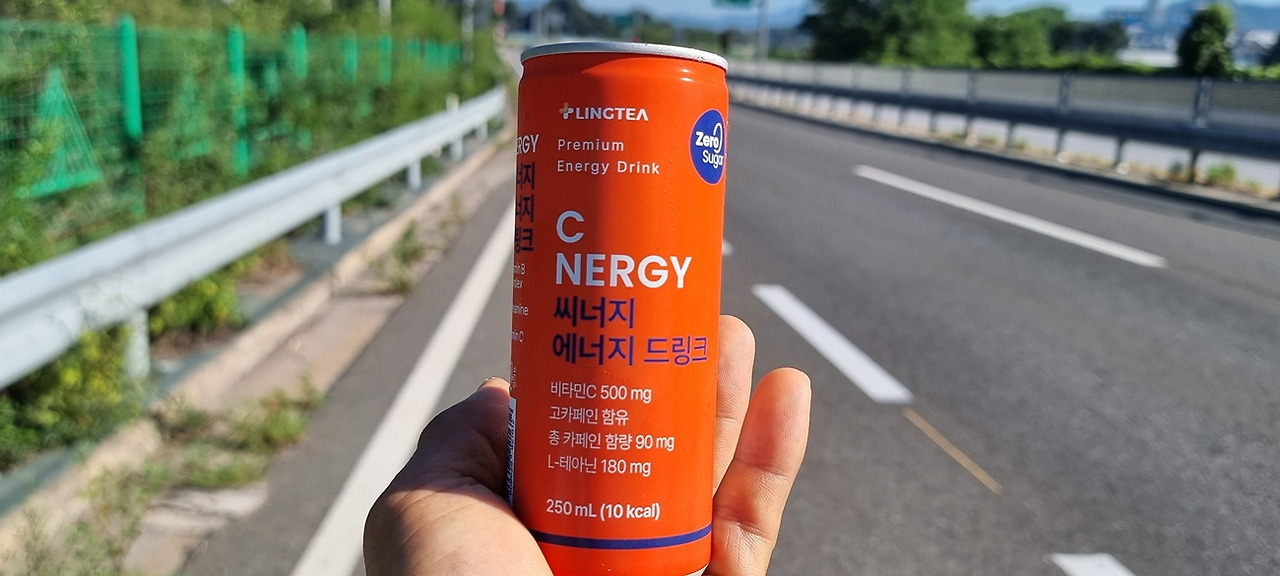 LINGTEA
Premium
Energy Drink
Zero
Sugar
C
NERGY
씨너지
에너지 드링크
비타민C 500 mg
고카페인 함유
총 카페인 함량 90 mg
L-테아닌 180 mg
250 mL (10 kcal)